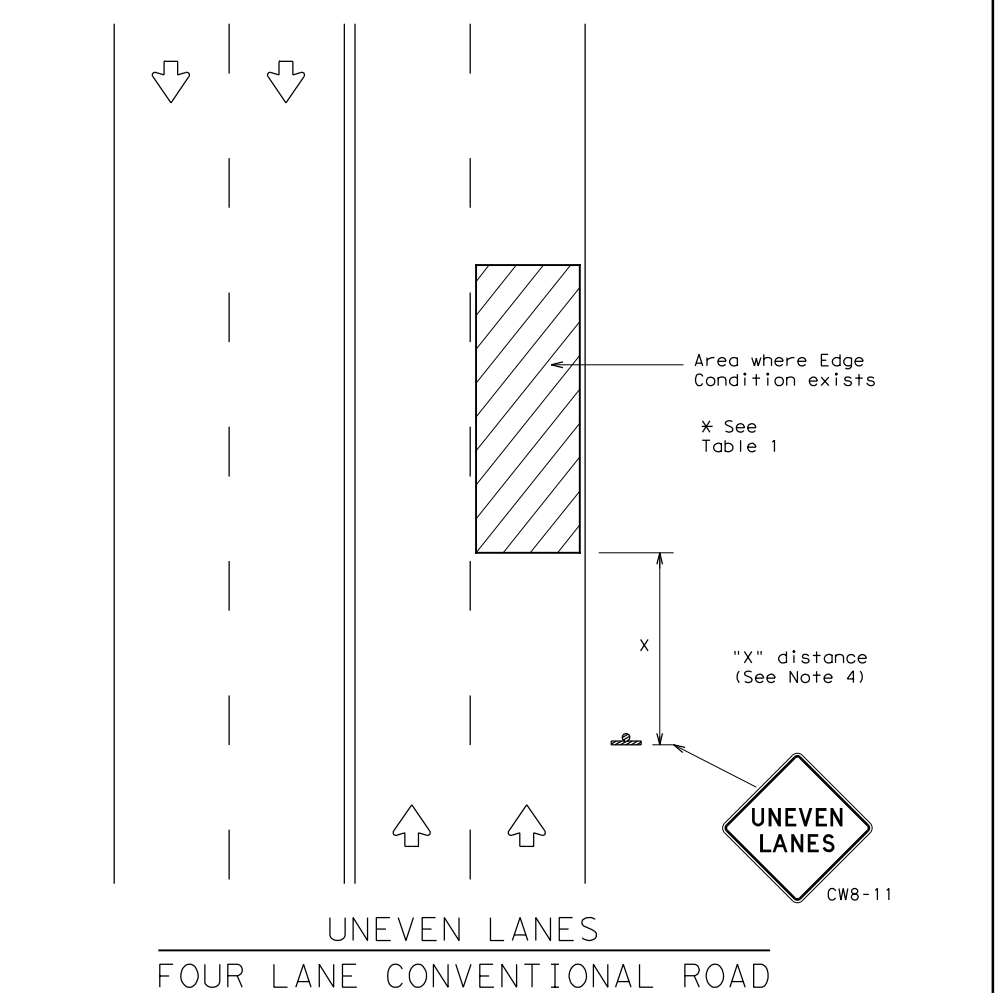 Area where Edge
Condition exists
* See
Table 1
X
"X" distance
(See Note 4)
UNEVEN
LANES
CW8-11
UNEVEN LANES
FOUR LANE CONVENTIONAL ROAD